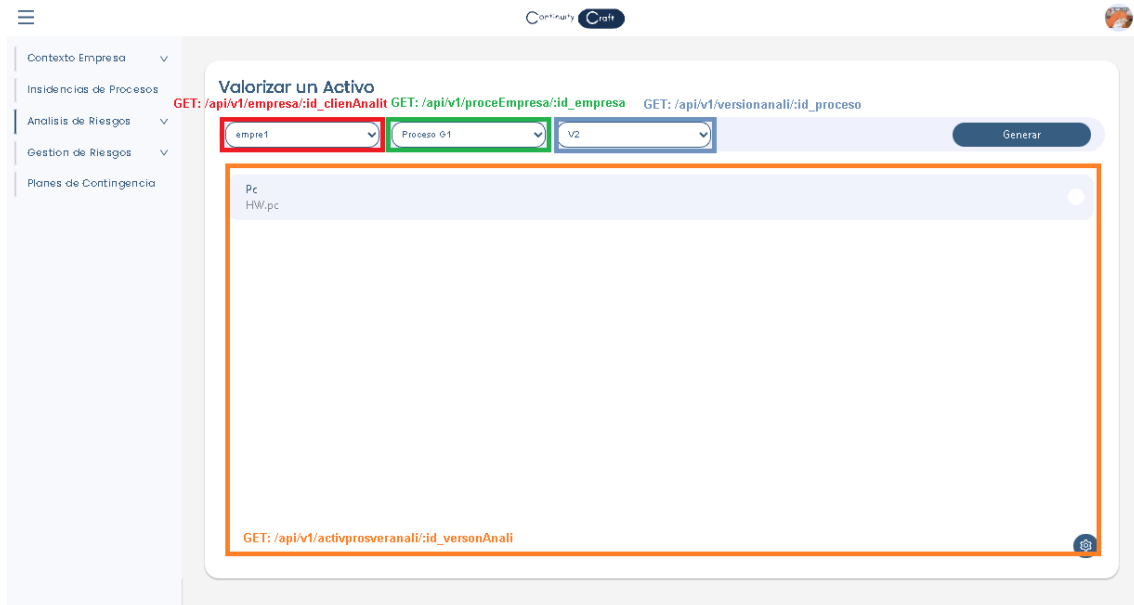 Continuity Craft
Contexto Empresa
Insidencias de Procesos
Analisis de Riesgos
Gestion de Riesgos
Planes de Contingencia
Valorizar un Activo
GET: /api/v1/empresa/:id_clienAnalit GET: /api/v1/proceEmpresa/:id_empresa GET: /api/v1/versionanali/:id_proceso
empre1 Proceso G1 V2 Generar
Pc
HW.pc
GET: /api/v1/activprosveranali/:id_versonAnali